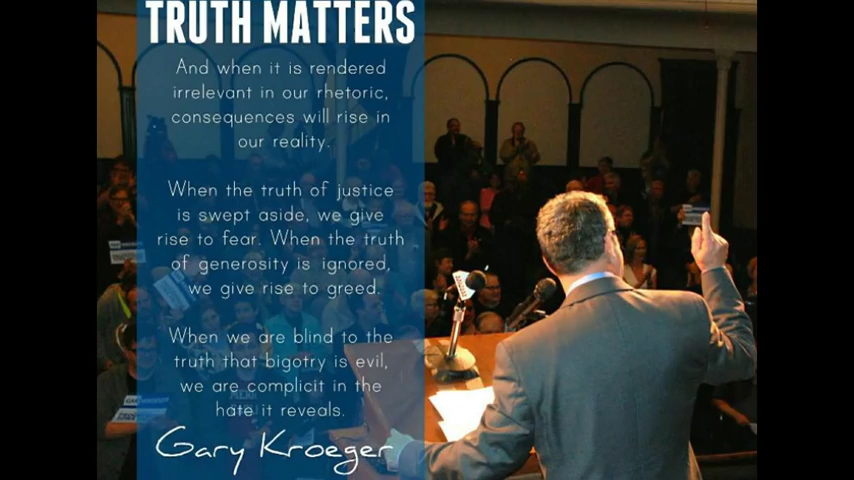 TRUTH MATTERS
And when it is rendered
irrelevant in our rhetoric,
consequences will rise in
our reality.
When the truth of justice
is swept aside, we give
rise to fear. When the truth
of generosity is ignored,
we give rise to greed.
When we are blind to the
truth that bigotry is evil,
we are complicit in the
hate it reveals.
Gary Kroeger